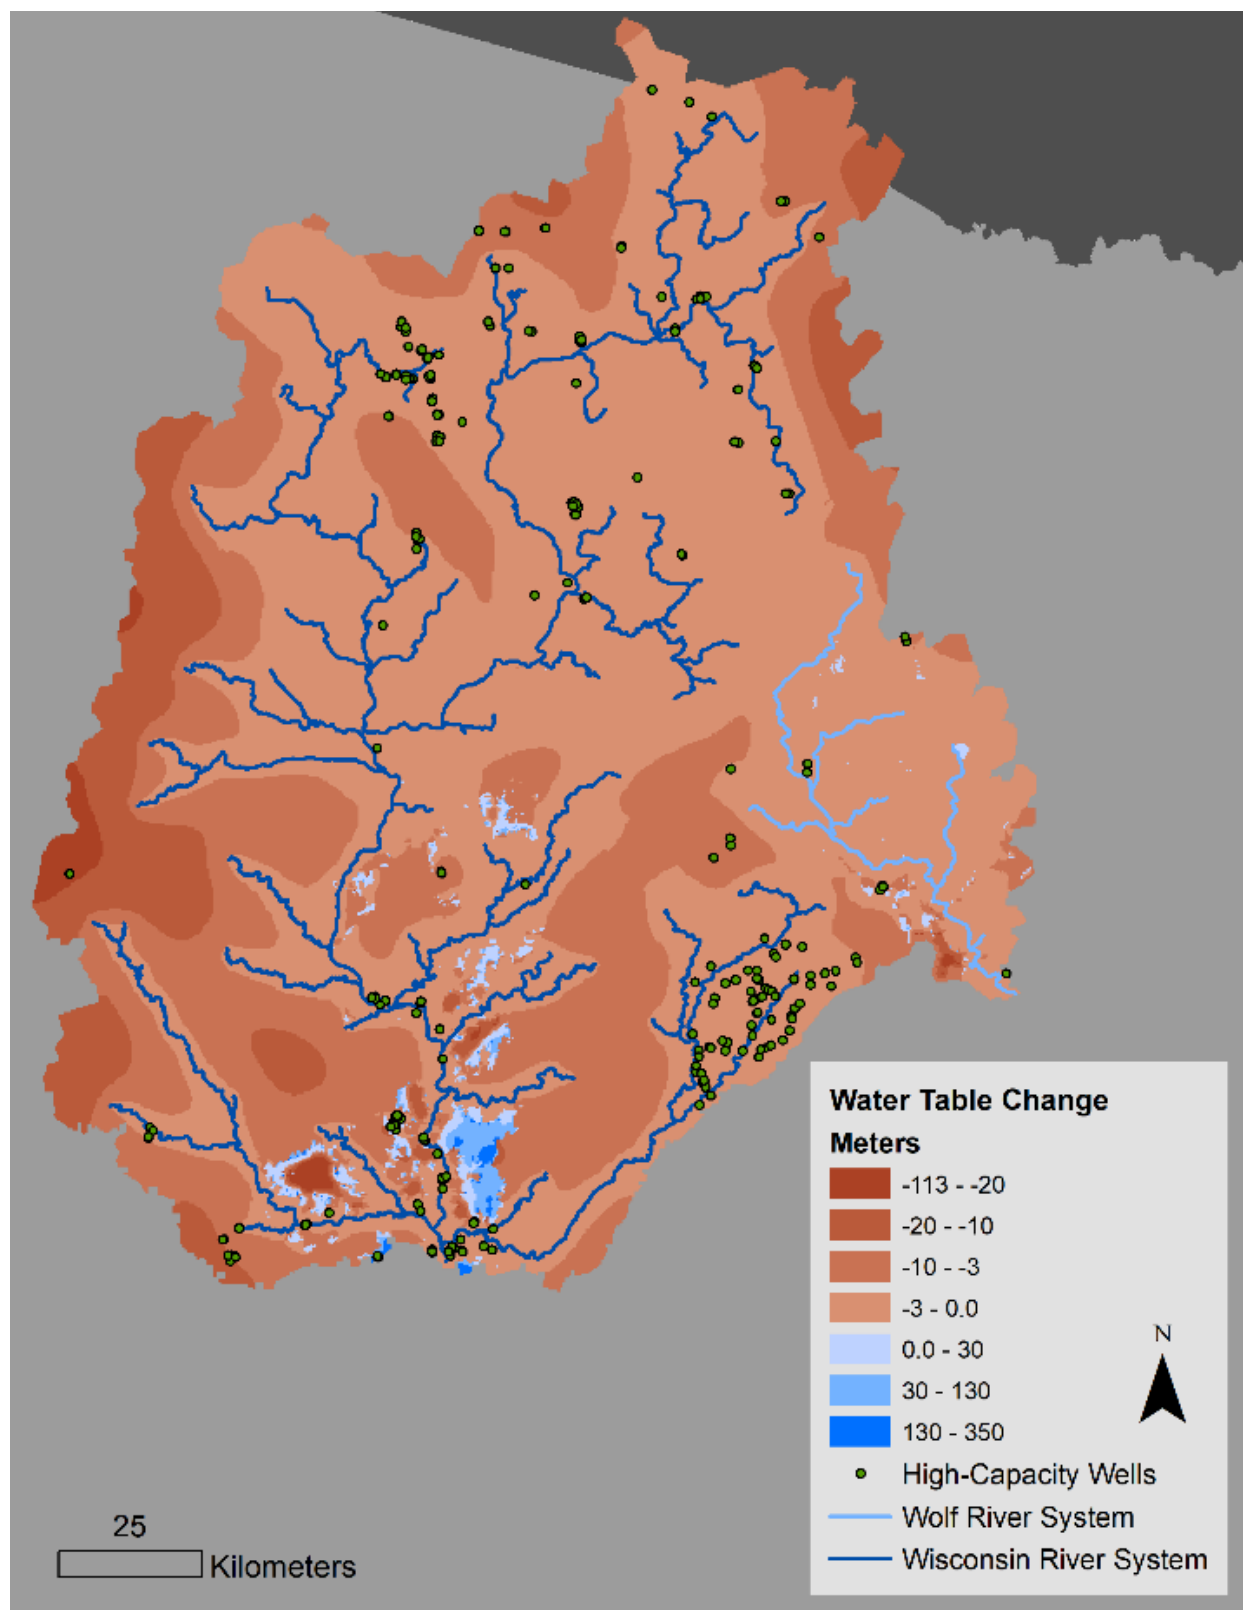 Water Table Change
Meters
-113 - -20
-20 - -10
-10 - -3
-3 - 0.0
0.0 - 30
30 - 130
130 - 350
N
High-Capacity Wells
Wolf River System
Wisconsin River System
25
Kilometers